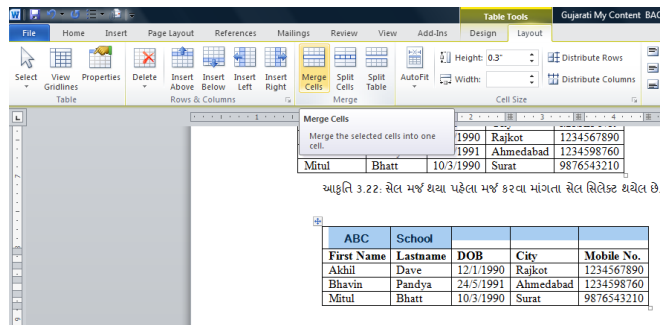 Table Tools
Gujarati My Content BAC
File Home Insert Page Layout References Mailings Review View Add-Ins Design Layout
Select View Gridlines Properties Delete Insert Above Insert Below Insert Left Insert Right Merge Cells Split Cells Split Table AutoFit Height: 0.3" Width: Distribute Rows Distribute Columns
Table Rows & Columns Merge Cell Size
Merge Cells
Merge the selected cells into one
cell.
1990 Rajkot 1234567890
1991 Ahmedabad 1234598760
Mitul Bhatt 10/3/1990 Surat 9876543210
આકૃતિ 3.22: સેલ મર્જ થયા પહેલા મર્જ કરવા માંગતા સેલ સિલેક્ટ થયેલ છે.
ABC School
First Name Lastname DOB City Mobile No.
Akhil Dave 12/1/1990 Rajkot 1234567890
Bhavin Pandya 24/5/1991 Ahmedabad 1234598760
Mitul Bhatt 10/3/1990 Surat 9876543210